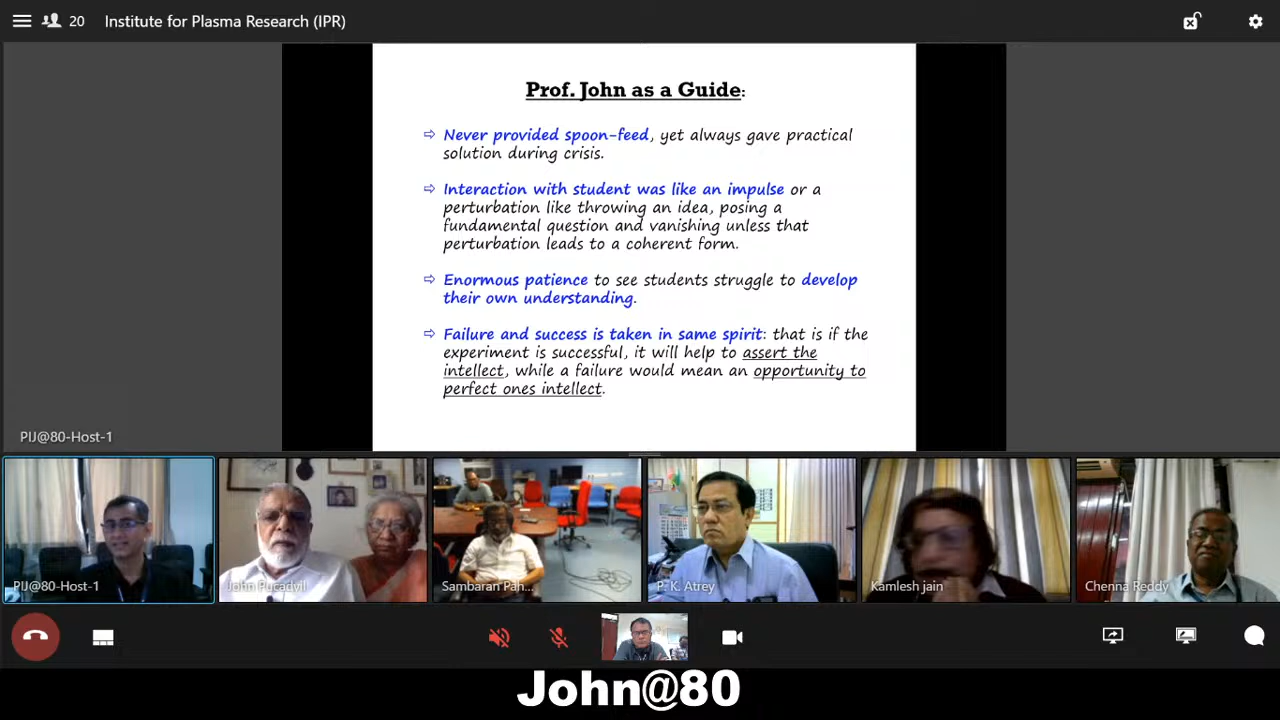 20 Institute for Plasma Research (IPR)
Prof. John as a Guide:
⇨ Never provided spoon-feed, yet always gave practical
solution during crisis.
⇨ Interaction with student was like an impulse or a
perturbation like throwing an idea, posing a
fundamental question and vanishing unless that
perturbation leads to a coherent form.
⇨ Enormous patience to see students struggle to develop
their own understanding.
⇨ Failure and success is taken in same spirit: that is if the
experiment is successful, it will help to assert the
intellect, while a failure would mean an opportunity to
perfect ones intellect.
PIJ@80-Host-1
PIJ@80-Host-1
John Pucadyil
Sambaran Pah...
P. K. Atrey
Kamlesh jain
Chenna Reddy
John@80